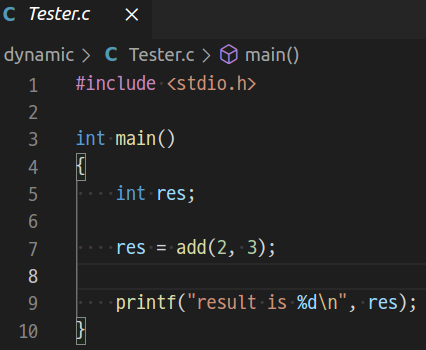 C Tester.c ×
dynamic > C Tester.c > main()
1 #include <stdio.h>
2
3 int main()
4 {
5     int res;
6
7     res = add(2, 3);
8
9     printf("result is %d\n", res);
10 }